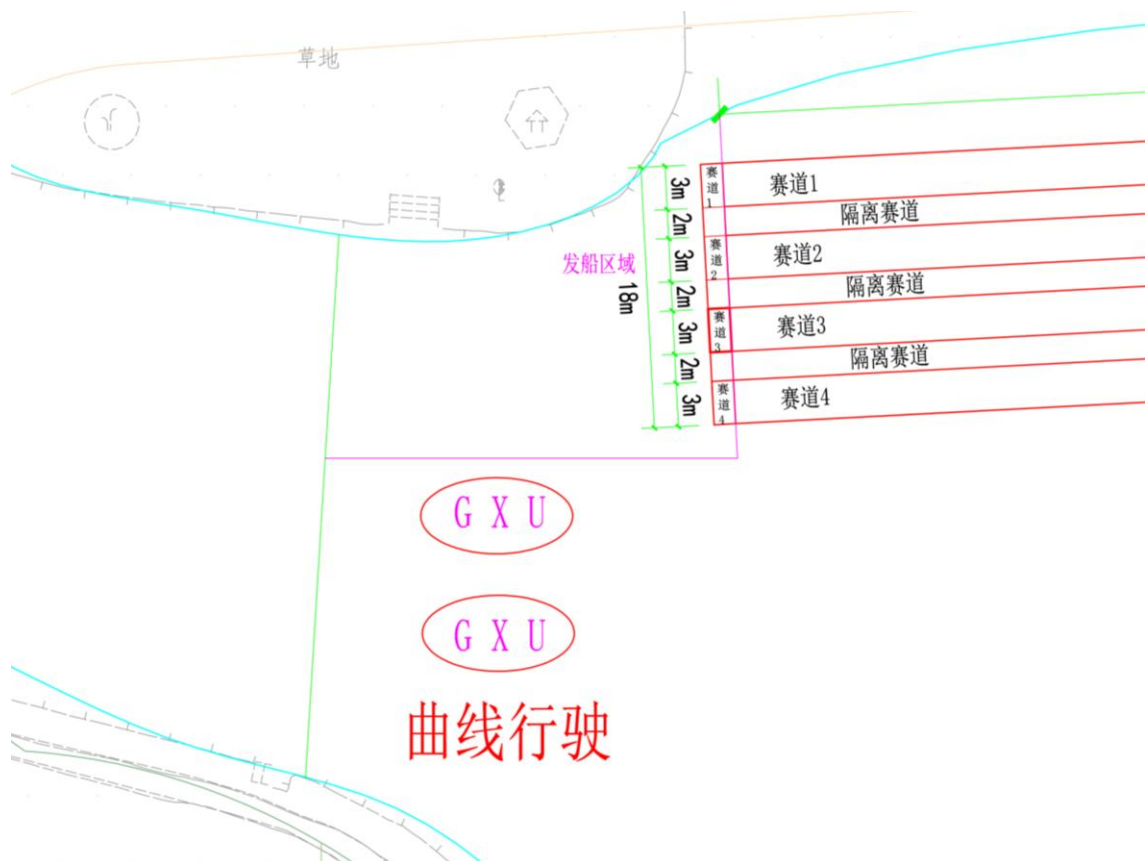 草地
赛道1
赛道1
3m
隔离赛道
2m
赛道2
赛道2
3m
发船区域
18m
隔离赛道
2m
赛道3
赛道3
3m
隔离赛道
2m
赛道4
赛道4
3m
G X U
G X U
曲线行驶